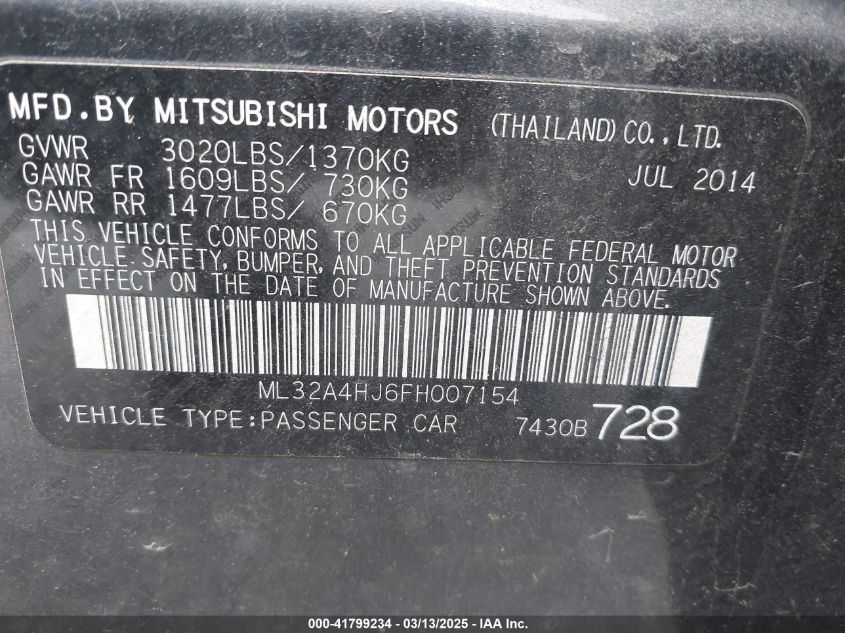 MFD.BY MITSUBISHI MOTORS (THAILAND) CO.,LTD.
GVWR 3020LBS/1370KG
JUL 2014
GAWR FR 1609LBS/ 730KG
GAWR RR 1477LBS/ 670KG
THIS VEHICLE CONFORMS TO ALL APPLICABLE FEDERAL MOTOR
VEHICLE SAFETY, BUMPER, AND THEFT PREVENTION STANDARDS
IN EFFECT ON THE DATE OF MANUFACTURE SHOWN ABOVE.
ML32A4HJ6FH007154
VEHICLE TYPE:PASSENGER CAR 7430B 728
000-41799234 - 03/13/2025 - IAA Inc.